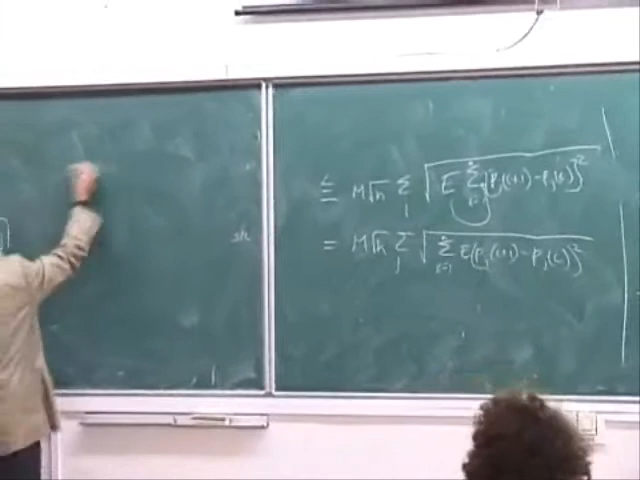 ≤ M√n Σ_j √(E Σ_{i=1}^n (p_j(i+1) - p_j(i))²)
= M√n Σ_j √(Σ_{i=1}^n E(p_j(i+1) - p_j(i))²)